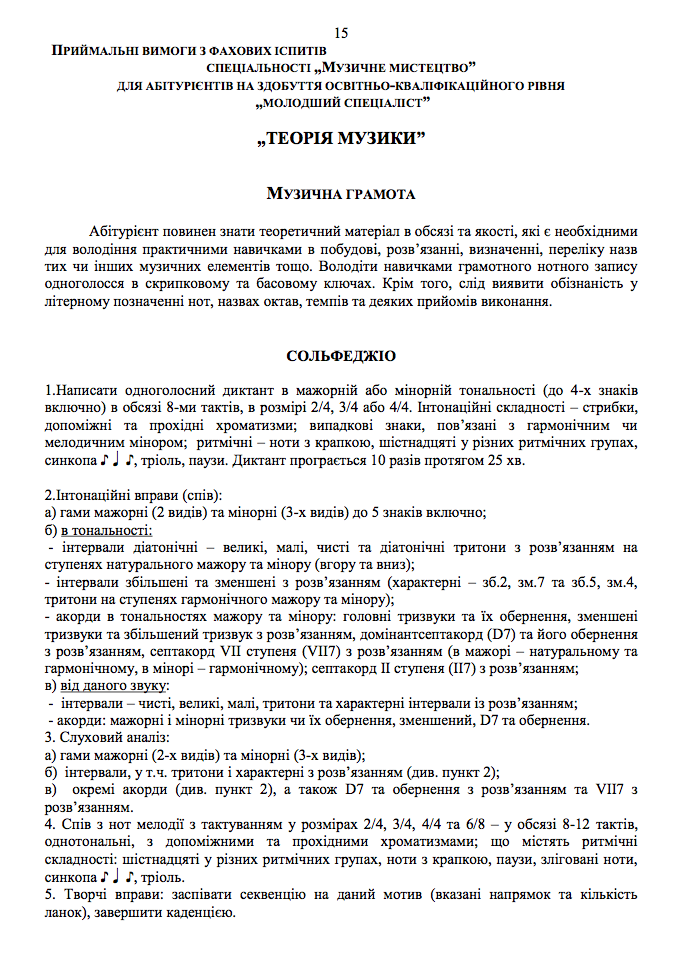 15
ПРИЙМАЛЬНІ ВИМОГИ З ФАХОВИХ ІСПИТІВ
СПЕЦІАЛЬНОСТІ „МУЗИЧНЕ МИСТЕЦТВО”
ДЛЯ АБІТУРІЄНТІВ НА ЗДОБУТТЯ ОСВІТНЬО-КВАЛІФІКАЦІЙНОГО РІВНЯ
„МОЛОДШИЙ СПЕЦІАЛІСТ”
„ТЕОРІЯ МУЗИКИ”
МУЗИЧНА ГРАМОТА
Абітурієнт повинен знати теоретичний матеріал в обсязі та якості, які є необхідними
для володіння практичними навичками в побудові, розв’язанні, визначенні, переліку назв
тих чи інших музичних елементів тощо. Володіти навичками грамотного нотного запису
одноголосся в скрипковому та басовому ключах. Крім того, слід виявити обізнаність у
літерному позначенні нот, назвах октав, темпів та деяких прийомів виконання.
СОЛЬФЕДЖІО
1.Написати одноголосний диктант в мажорній або мінорній тональності (до 4-х знаків
включно) в обсязі 8-ми тактів, в розмірі 2/4, 3/4 або 4/4. Інтонаційні складності – стрибки,
допоміжні та прохідні хроматизми; випадкові знаки, пов’язані з гармонічним чи
мелодичним мінором; ритмічні – ноти з крапкою, шістнадцяті у різних ритмічних групах,
синкопа ♪ ♩ ♪, тріоль, паузи. Диктант програється 10 разів протягом 25 хв.
2.Інтонаційні вправи (спів):
а) гами мажорні (2 видів) та мінорні (3-х видів) до 5 знаків включно;
б) в тональності:
- інтервали діатонічні – великі, малі, чисті та діатонічні тритони з розв’язанням на
ступенях натурального мажору та мінору (вгору та вниз);
- інтервали збільшені та зменшені з розв’язанням (характерні – зб.2, зм.7 та зб.5, зм.4,
тритони на ступенях гармонічного мажору та мінору);
- акорди в тональностях мажору та мінору: головні тризвуки та їх обернення, зменшені
тризвуки та збільшений тризвук з розв’язанням, домінантсептакорд (D7) та його обернення
з розв’язанням, септакорд VII ступеня (VII7) з розв’язанням (в мажорі – натуральному та
гармонічному, в мінорі – гармонічному); септакорд II ступеня (II7) з розв’язанням;
в) від даного звуку:
- інтервали – чисті, великі, малі, тритони та характерні інтервали із розв’язанням;
- акорди: мажорні і мінорні тризвуки чи їх обернення, зменшений, D7 та обернення.
3. Слуховий аналіз:
а) гами мажорні (2-х видів) та мінорні (3-х видів);
б) інтервали, у т.ч. тритони і характерні з розв’язанням (див. пункт 2);
в) окремі акорди (див. пункт 2), а також D7 та обернення з розв’язанням та VII7 з
розв’язанням.
4. Спів з нот мелодії з тактуванням у розмірах 2/4, 3/4, 4/4 та 6/8 – у обсязі 8-12 тактів,
однотональні, з допоміжними та прохідними хроматизмами; що містять ритмічні
складності: шістнадцяті у різних ритмічних групах, ноти з крапкою, паузи, зліговані ноти,
синкопа ♪ ♩ ♪, тріоль.
5. Творчі вправи: заспівати секвенцію на даний мотив (вказані напрямок та кількість
ланок), завершити каденцією.